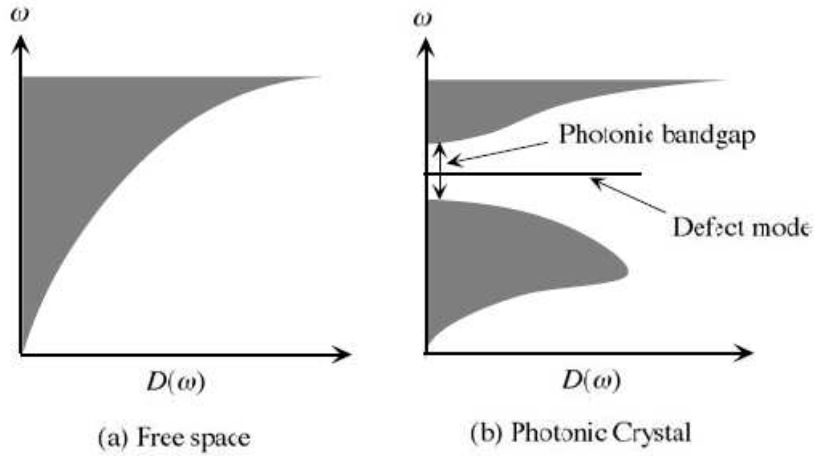 ω
D(ω)
(a) Free space
ω
Photonic bandgap
Defect mode
D(ω)
(b) Photonic Crystal